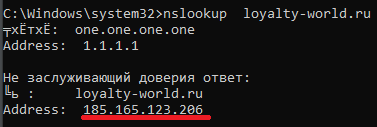 C:\Windows\system32>nslookup loyalty-world.ru
╤хЁтхЁ: one.one.one.one
Address: 1.1.1.1
Не заслуживающий доверия ответ:
╚ь : loyalty-world.ru
Address: 185.165.123.206